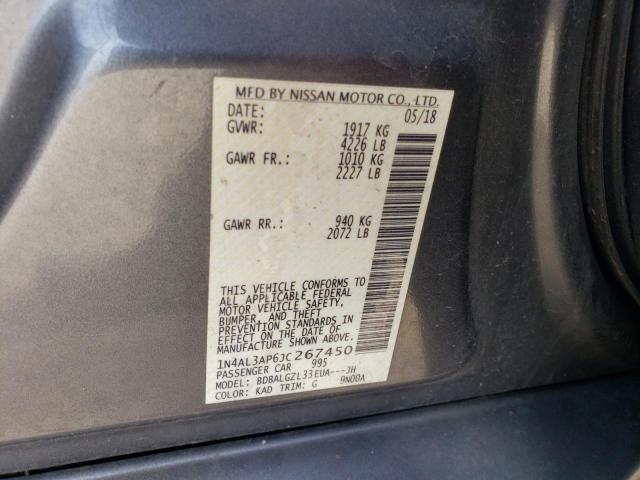 MFD BY NISSAN MOTOR CO., LTD.
DATE: 05/18
GVWR: 1917 KG
4226 LB
GAWR FR.: 1010 KG
2227 LB
GAWR RR.: 940 KG
2072 LB
THIS VEHICLE CONFORMS TO
ALL APPLICABLE FEDERAL
MOTOR VEHICLE SAFETY,
BUMPER, AND THEFT
PREVENTION STANDARDS IN
EFFECT ON THE DATE OF
MANUFACTURE SHOWN ABOVE.
1N4AL3AP6JC267450
PASSENGER CAR 995
MODEL: BDBALGZL33EUA---JH
COLOR: KAD TRIM: G 9N00A